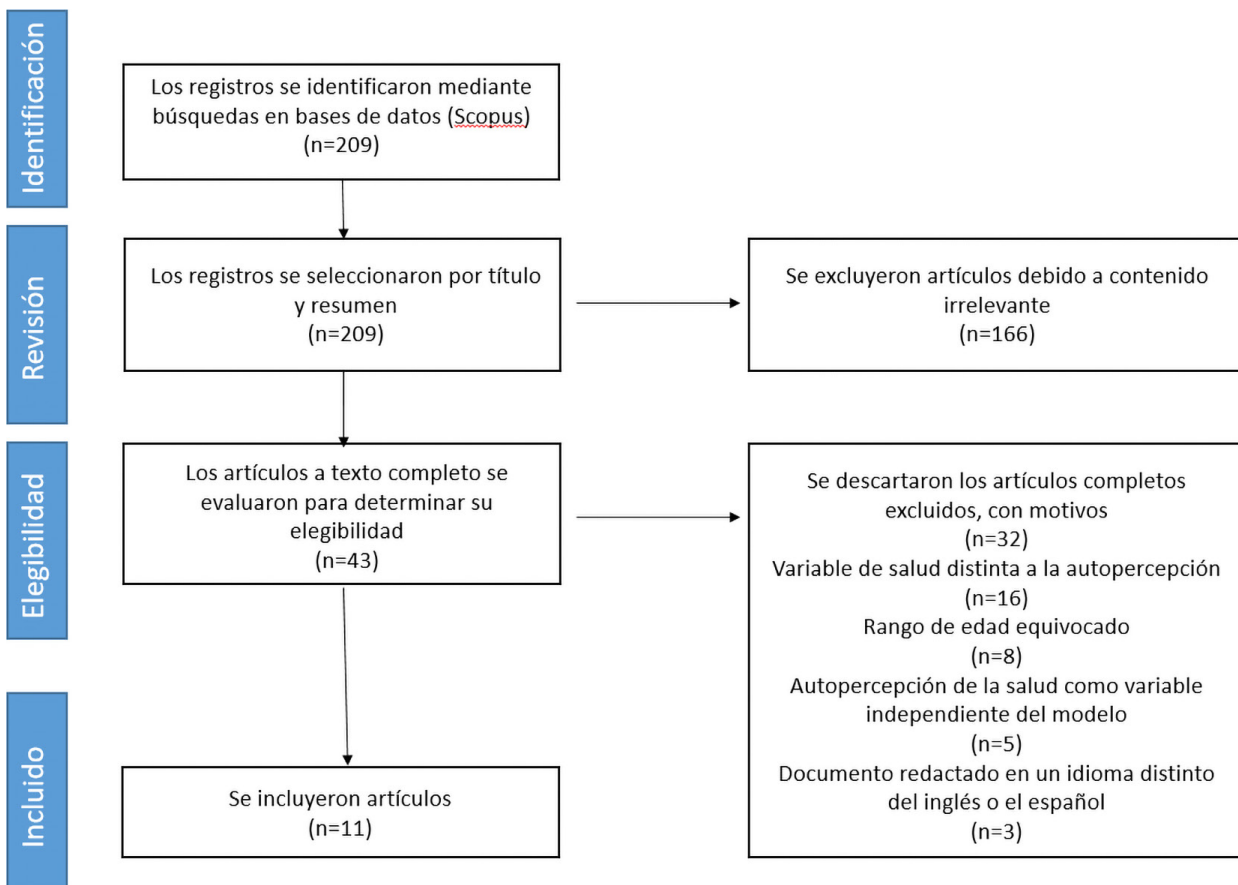 Identificación
Los registros se identificaron mediante
búsquedas en bases de datos (Scopus)
(n=209)
Revisión
Los registros se seleccionaron por título
y resumen
(n=209)
Se excluyeron artículos debido a contenido
irrelevante
(n=166)
Elegibilidad
Los artículos a texto completo se
evaluaron para determinar su
elegibilidad
(n=43)
Se descartaron los artículos completos
excluidos, con motivos
(n=32)
Variable de salud distinta a la autopercepción
(n=16)
Rango de edad equivocado
(n=8)
Autopercepción de la salud como variable
independiente del modelo
(n=5)
Documento redactado en un idioma distinto
del inglés o el español
(n=3)
Incluido
Se incluyeron artículos
(n=11)